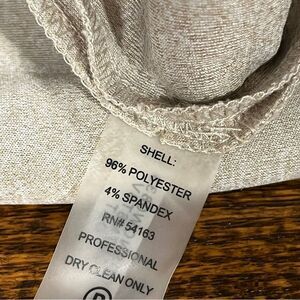 SHELL:
96% POLYESTER
4% SPANDEX
RN# 54163
PROFESSIONAL
DRY CLEAN ONLY
P